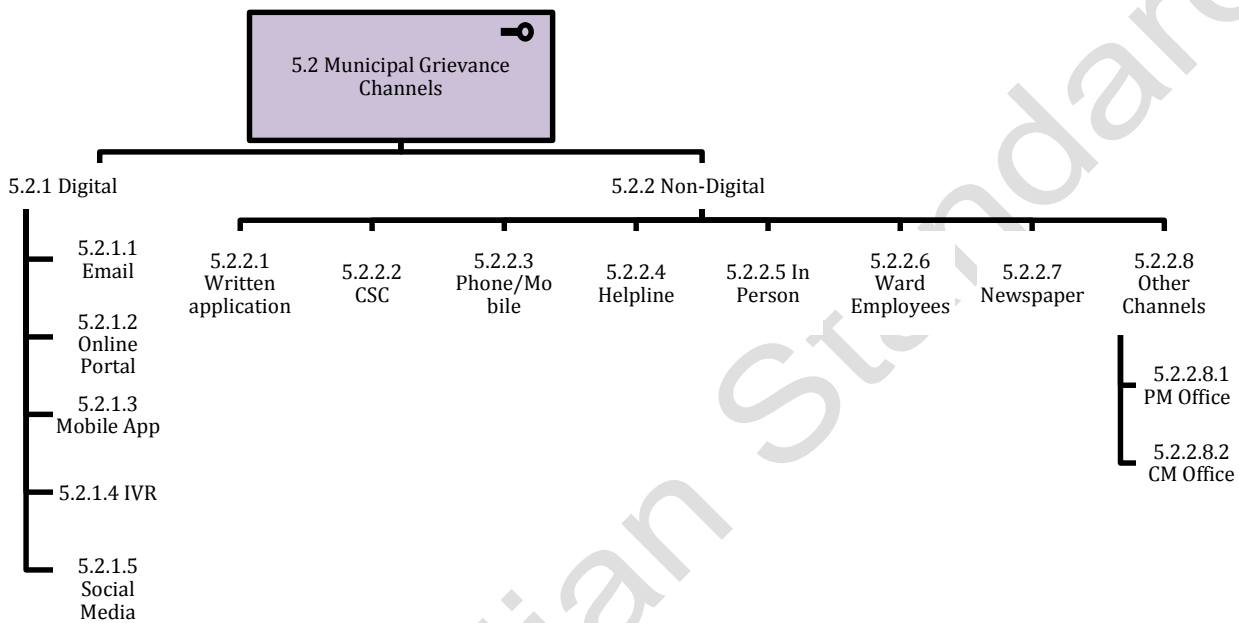 5.2 Municipal Grievance
Channels
5.2.1 Digital
5.2.2 Non-Digital
5.2.1.1
Email
5.2.1.2
Online
Portal
5.2.1.3
Mobile App
5.2.1.4 IVR
5.2.1.5
Social
Media
5.2.2.1
Written
application
5.2.2.2
CSC
5.2.2.3
Phone/Mo
bile
5.2.2.4
Helpline
5.2.2.5 In
Person
5.2.2.6
Ward
Employees
5.2.2.7
Newspaper
5.2.2.8
Other
Channels
5.2.2.8.1
PM Office
5.2.2.8.2
CM Office